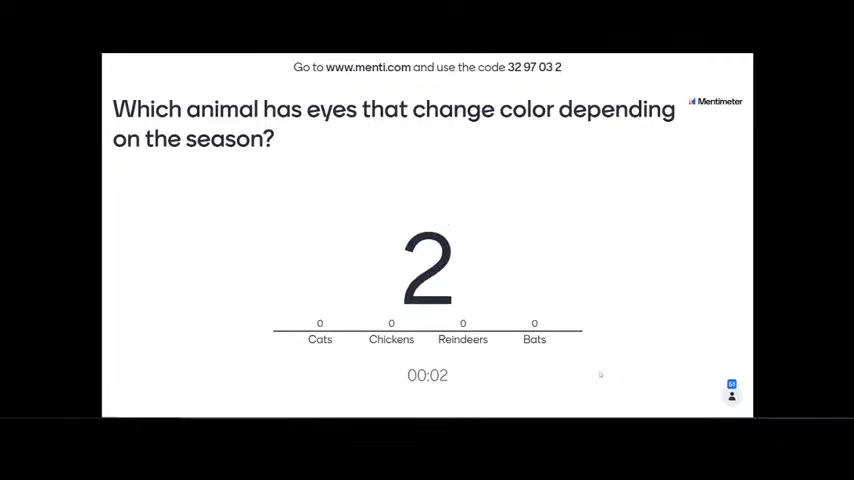 Go to www.menti.com and use the code 32 97 03 2
Mentimeter
Which animal has eyes that change color depending
on the season?
2
0 0 0 0
Cats Chickens Reindeers Bats
00:02
51